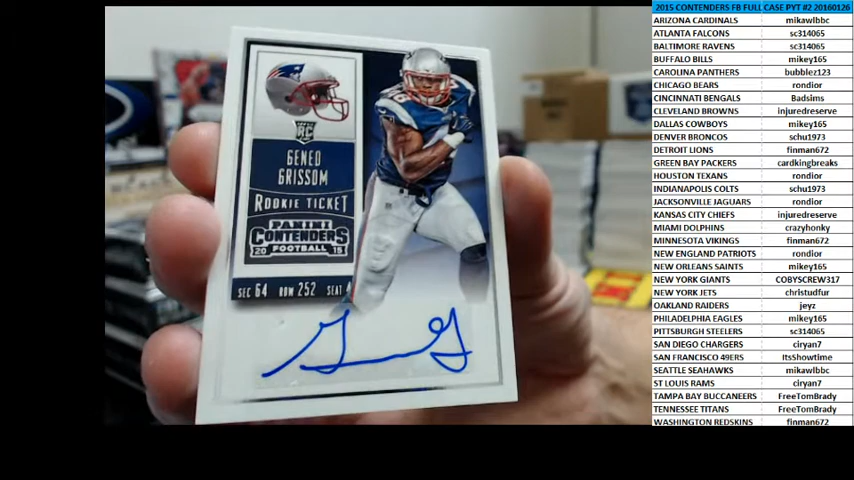 RC
GENEO
GRISSOM
ROOKIE TICKET
PANINI
CONTENDERS
FOOTBALL
2015
SEC 64 ROW 252 SEAT 4
2015 CONTENDERS FB FULL CASE PYT #2 20160126
ARIZONA CARDINALS mikawlbbc
ATLANTA FALCONS sc314065
BALTIMORE RAVENS sc314065
BUFFALO BILLS mikey165
CAROLINA PANTHERS bubblez123
CHICAGO BEARS rondior
CINCINNATI BENGALS Badsims
CLEVELAND BROWNS injuredreserve
DALLAS COWBOYS mikey165
DENVER BRONCOS schu1973
DETROIT LIONS finman672
GREEN BAY PACKERS cardkingbreaks
HOUSTON TEXANS rondior
INDIANAPOLIS COLTS schu1973
JACKSONVILLE JAGUARS rondior
KANSAS CITY CHIEFS injuredreserve
MIAMI DOLPHINS crazyhonky
MINNESOTA VIKINGS finman672
NEW ENGLAND PATRIOTS rondior
NEW ORLEANS SAINTS mikey165
NEW YORK GIANTS COBYSCREW317
NEW YORK JETS christudfur
OAKLAND RAIDERS jeyz
PHILADELPHIA EAGLES mikey165
PITTSBURGH STEELERS sc314065
SAN DIEGO CHARGERS ciryan7
SAN FRANCISCO 49ERS ItsShowtime
SEATTLE SEAHAWKS mikawlbbc
ST LOUIS RAMS ciryan7
TAMPA BAY BUCCANEERS FreeTomBrady
TENNESSEE TITANS FreeTomBrady
WASHINGTON REDSKINS finman672